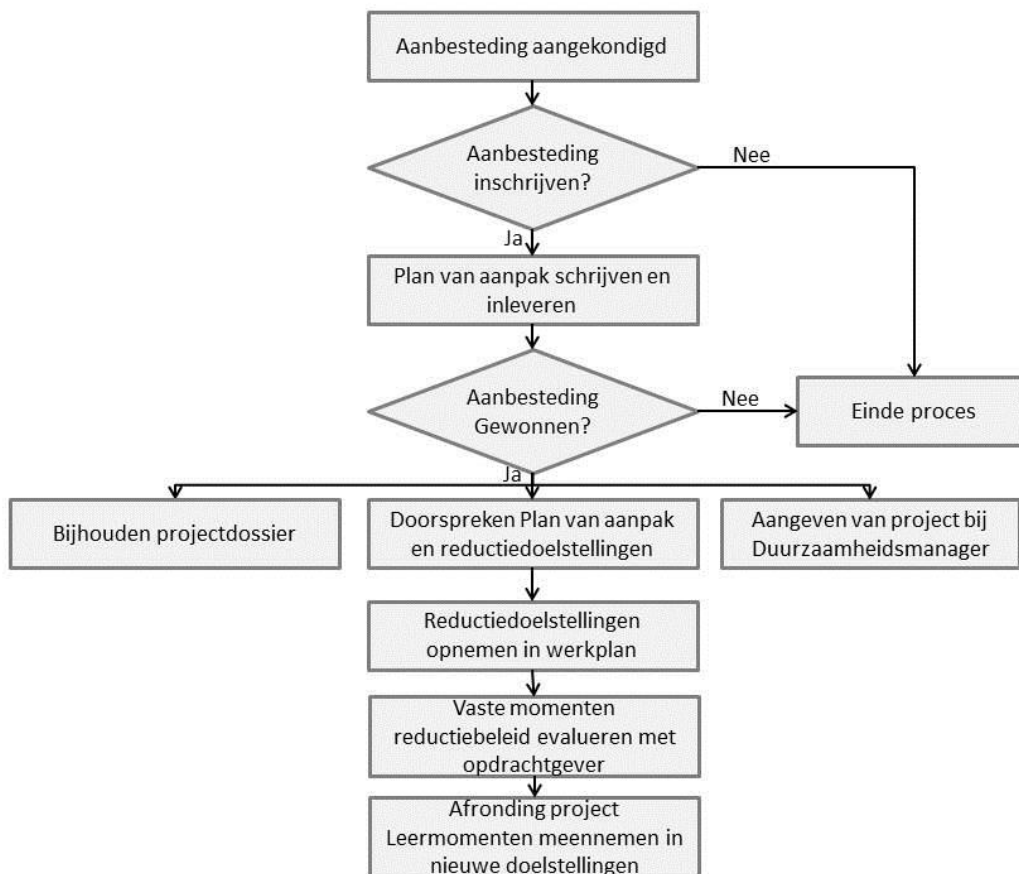 Aanbesteding aangekondigd
Aanbesteding
inschrijven?
Nee
Ja
Plan van aanpak schrijven en
inleveren
Aanbesteding
Gewonnen?
Nee
Einde proces
Ja
Bijhouden projectdossier
Doorspreken Plan van aanpak
en reductiedoelstellingen
Aangeven van project bij
Duurzaamheidsmanager
Reductiedoelstellingen
opnemen in werkplan
Vaste momenten
reductiebeleid evalueren met
opdrachtgever
Afronding project
Leermomenten meennemen in
nieuwe doelstellingen